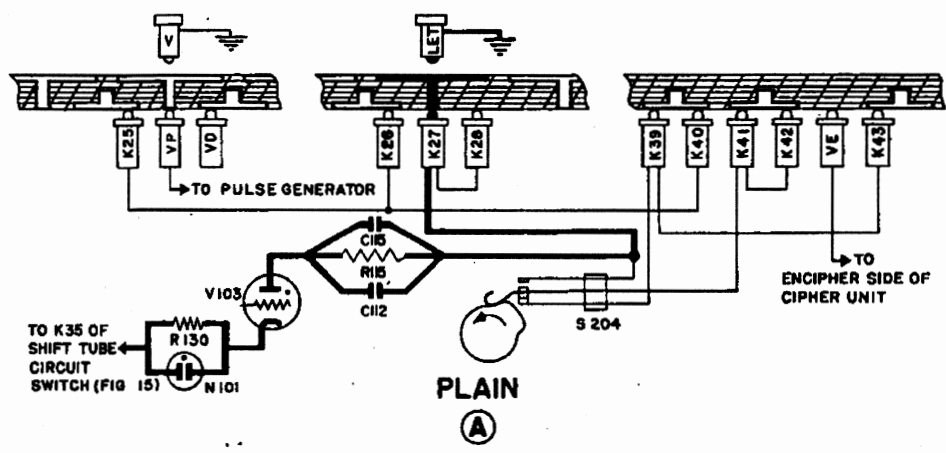 V
LET
K25
VP
VD
K26
K27
K28
K39
K40
K41
K42
VE
K43
TO PULSE GENERATOR
C115
R115
C112
V103
TO
ENCIPHER SIDE OF
CIPHER UNIT
S 204
TO K35 OF
SHIFT TUBE
CIRCUIT
SWITCH (FIG 15)
R130
N101
PLAIN
A